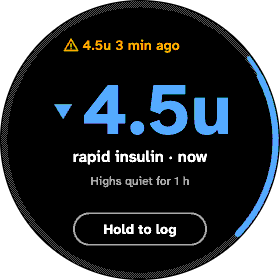 4.5u 3 min ago
4.5u
rapid insulin · now
Highs quiet for 1 h
Hold to log